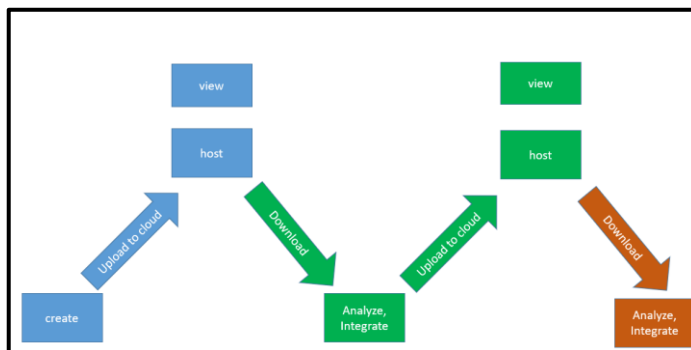 view
view
host
host
Upload to cloud
Download
Upload to cloud
Download
create
Analyze,
Integrate
Analyze,
Integrate